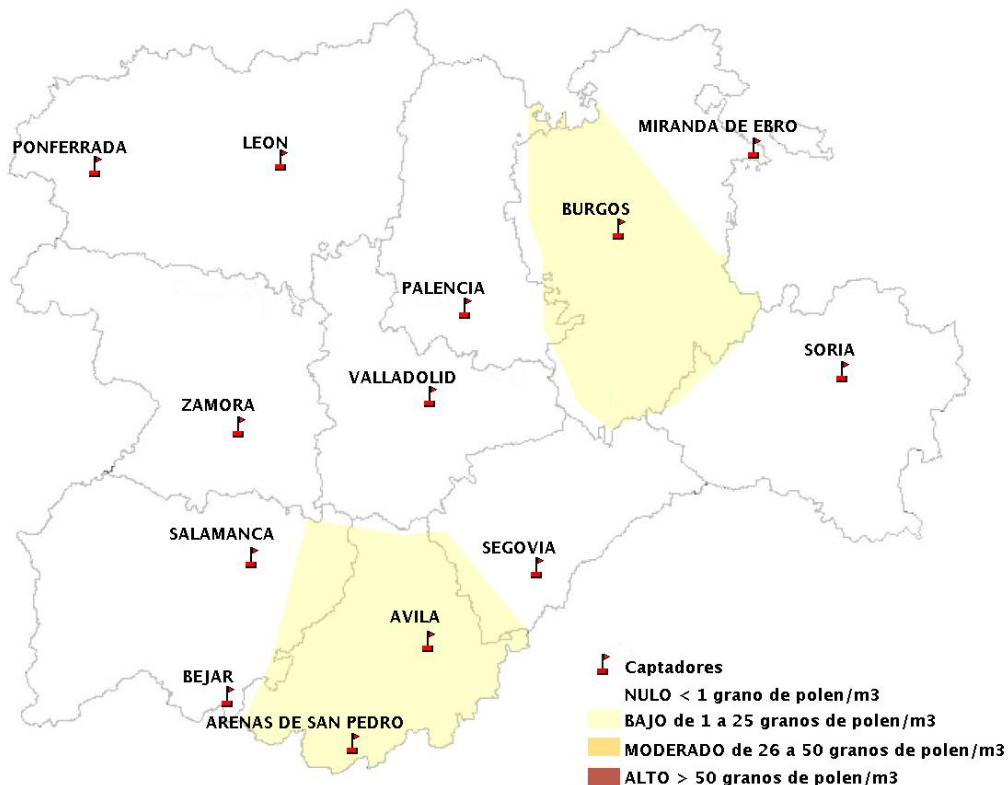 MIRANDA DE EBRO
PONFERRADA
LEON
BURGOS
PALENCIA
SORIA
VALLADOLID
ZAMORA
SALAMANCA
SEGOVIA
AVILA
BEJAR
ARENAS DE SAN PEDRO
Captadores
NULO < 1 grano de polen/m3
BAJO de 1 a 25 granos de polen/m3
MODERADO de 26 a 50 granos de polen/m3
ALTO > 50 granos de polen/m3